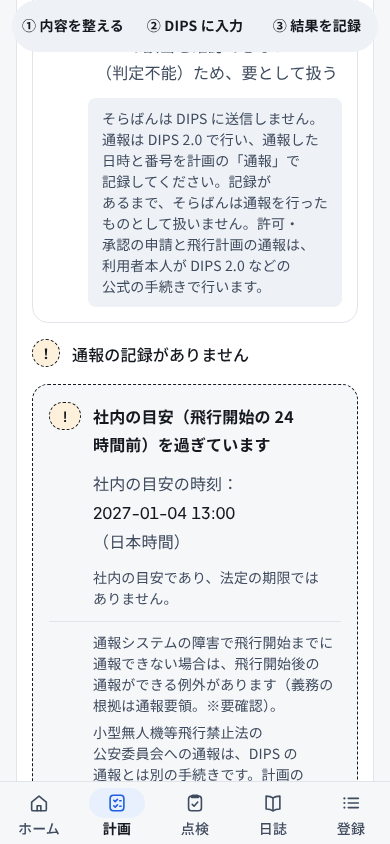 ① 内容を整える ② DIPS に入力 ③ 結果を記録
（判定不能）ため、要として扱う
そらばんは DIPS に送信しません。
通報は DIPS 2.0 で行い、通報した
日時と番号を計画の「通報」で
記録してください。記録が
あるまで、そらばんは通報を行った
ものとして扱いません。許可・
承認の申請と飛行計画の通報は、
利用者本人が DIPS 2.0 などの
公式の手続きで行います。
! 通報の記録がありません
! 社内の目安（飛行開始の 24
時間前）を過ぎています
社内の目安の時刻：
2027-01-04 13:00
（日本時間）
社内の目安であり、法定の期限では
ありません。
通報システムの障害で飛行開始までに
通報できない場合は、飛行開始後の
通報ができる例外があります（義務の
根拠は通報要領。※要確認）。
小型無人機等飛行禁止法の
公安委員会への通報は、DIPS の
通報とは別の手続きです。計画の
ホーム 計画 点検 日誌 登録